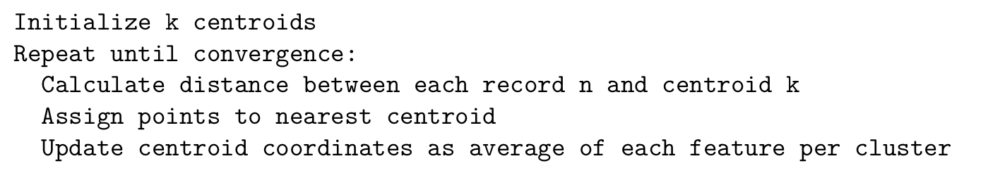 Initialize k centroids
Repeat until convergence:
Calculate distance between each record n and centroid k
Assign points to nearest centroid
Update centroid coordinates as average of each feature per cluster